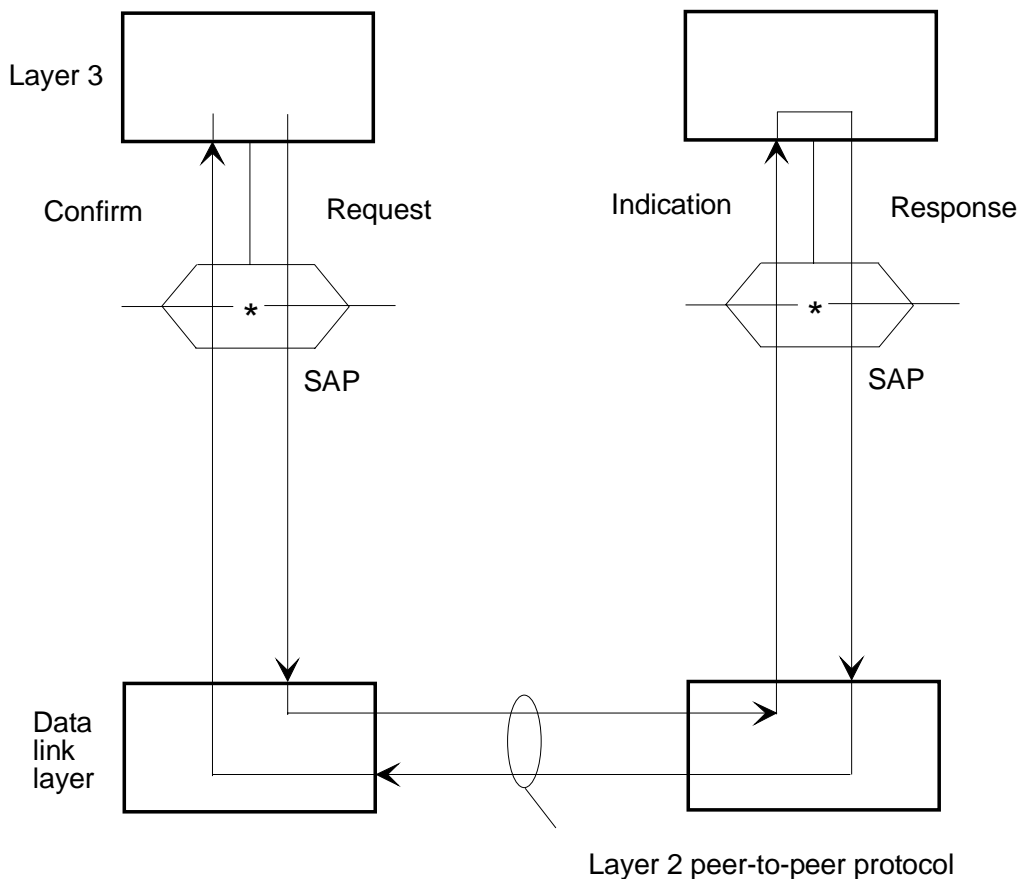 Layer 3
Confirm
Request
Indication
Response
*
*
SAP
SAP
Data
link
layer
Layer 2 peer-to-peer protocol